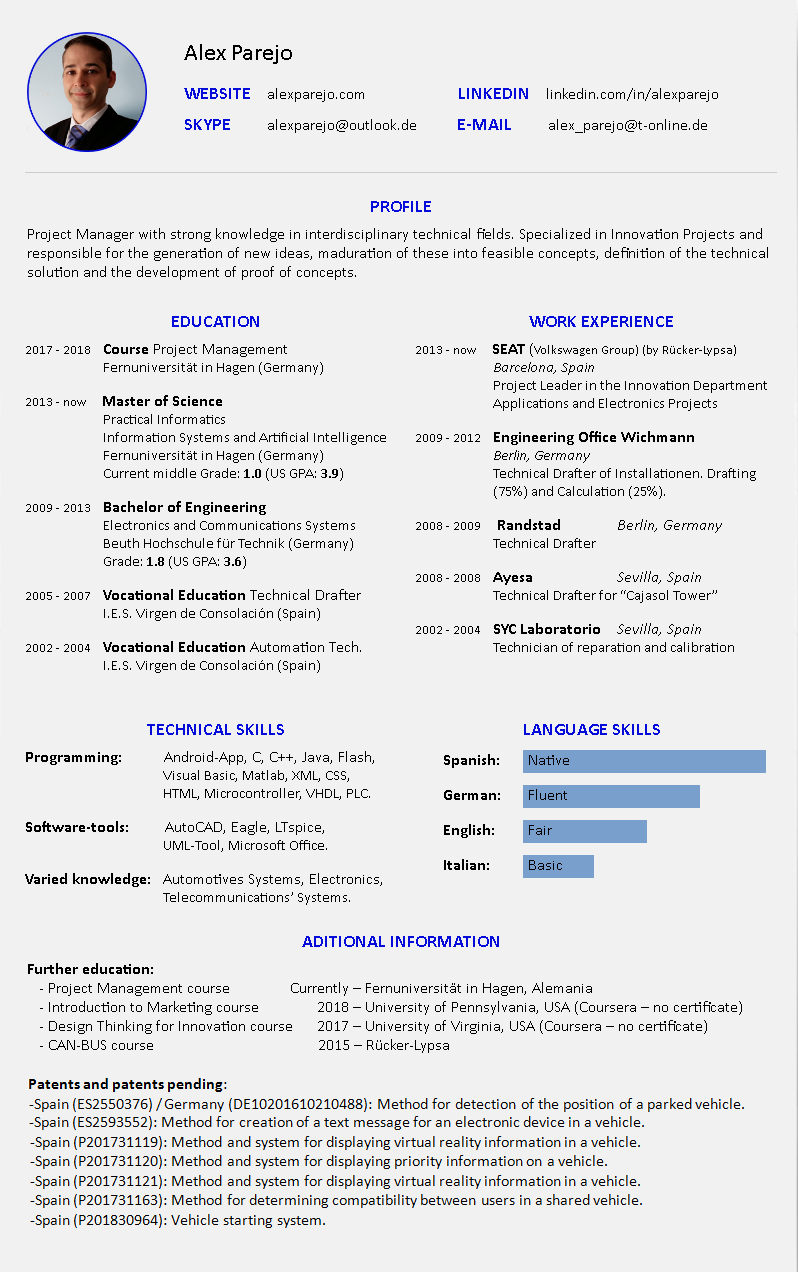 Alex Parejo
WEBSITE alexparejo.com LINKEDIN linkedin.com/in/alexparejo
SKYPE alexparejo@outlook.de E-MAIL alex_parejo@t-online.de
PROFILE
Project Manager with strong knowledge in interdisciplinary technical fields. Specialized in Innovation Projects and
responsible for the generation of new ideas, maduration of these into feasible concepts, definition of the technical
solution and the development of proof of concepts.
EDUCATION
2017 - 2018 Course Project Management
Fernuniversität in Hagen (Germany)
2013 - now Master of Science
Practical Informatics
Information Systems and Artificial Intelligence
Fernuniversität in Hagen (Germany)
Current middle Grade: 1.0 (US GPA: 3.9)
2009 - 2013 Bachelor of Engineering
Electronics and Communications Systems
Beuth Hochschule für Technik (Germany)
Grade: 1.8 (US GPA: 3.6)
2005 - 2007 Vocational Education Technical Drafter
I.E.S. Virgen de Consolación (Spain)
2002 - 2004 Vocational Education Automation Tech.
I.E.S. Virgen de Consolación (Spain)
WORK EXPERIENCE
2013 - now SEAT (Volkswagen Group) (by Rücker-Lypsa)
Barcelona, Spain
Project Leader in the Innovation Department
Applications and Electronics Projects
2009 - 2012 Engineering Office Wichmann
Berlin, Germany
Technical Drafter of Installationen. Drafting
(75%) and Calculation (25%).
2008 - 2009 Randstad Berlin, Germany
Technical Drafter
2008 - 2008 Ayesa Sevilla, Spain
Technical Drafter for “Cajasol Tower”
2002 - 2004 SYC Laboratorio Sevilla, Spain
Technician of reparation and calibration
TECHNICAL SKILLS
Programming: Android-App, C, C++, Java, Flash,
Visual Basic, Matlab, XML, CSS,
HTML, Microcontroller, VHDL, PLC.
Software-tools: AutoCAD, Eagle, LTspice,
UML-Tool, Microsoft Office.
Varied knowledge: Automotives Systems, Electronics,
Telecommunications’ Systems.
LANGUAGE SKILLS
Spanish: Native
German: Fluent
English: Fair
Italian: Basic
ADITIONAL INFORMATION
Further education:
- Project Management course Currently – Fernuniversität in Hagen, Alemania
- Introduction to Marketing course 2018 – University of Pennsylvania, USA (Coursera – no certificate)
- Design Thinking for Innovation course 2017 – University of Virginia, USA (Coursera – no certificate)
- CAN-BUS course 2015 – Rücker-Lypsa
Patents and patents pending:
-Spain (ES2550376) / Germany (DE10201610210488): Method for detection of the position of a parked vehicle.
-Spain (ES2593552): Method for creation of a text message for an electronic device in a vehicle.
-Spain (P201731119): Method and system for displaying virtual reality information in a vehicle.
-Spain (P201731120): Method and system for displaying priority information on a vehicle.
-Spain (P201731121): Method and system for displaying virtual reality information in a vehicle.
-Spain (P201731163): Method for determining compatibility between users in a shared vehicle.
-Spain (P201830964): Vehicle starting system.